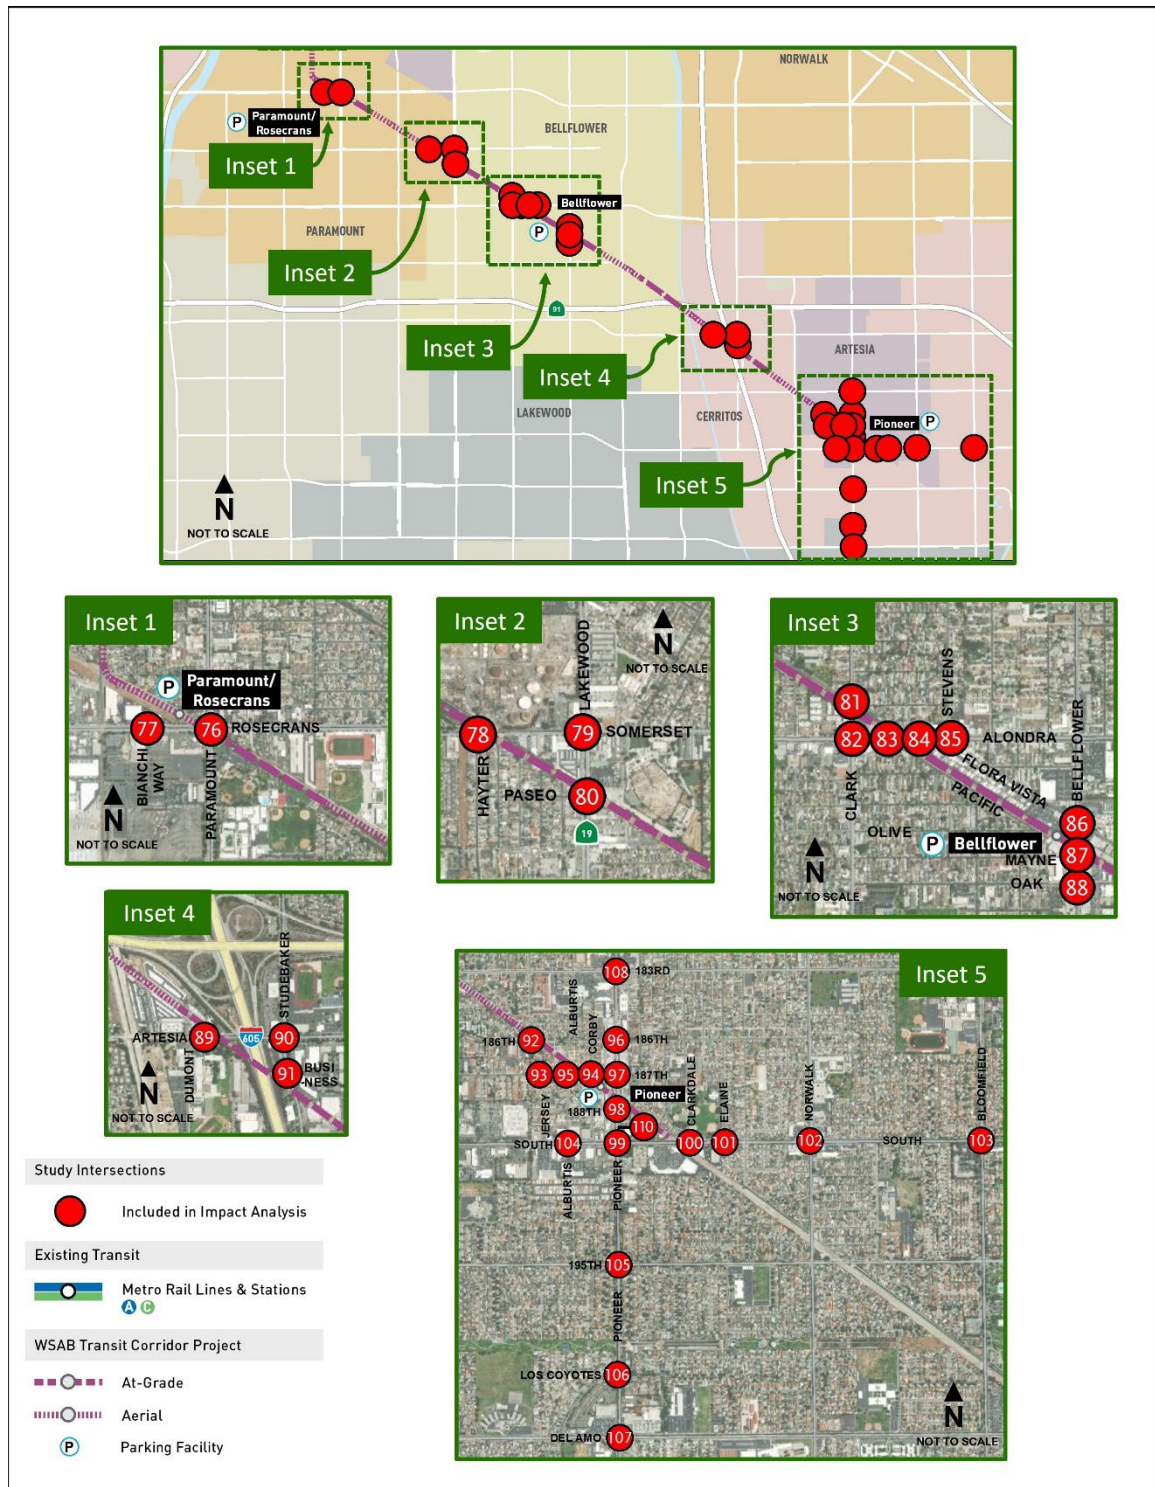 NORWALK
P
Paramount/
Rosecrans
BELLFLOWER
Inset 1
Bellflower
P
PARAMOUNT
Inset 2
91
Inset 3
ARTESIA
Inset 4
LAKEWOOD
CERRITOS
Pioneer
P
Inset 5
N
NOT TO SCALE
Inset 1
P
Paramount/
Rosecrans
77
76
ROSECRANS
BIANCHI
WAY
PARAMOUNT
N
NOT TO SCALE
Inset 2
N
NOT TO SCALE
LAKEWOOD
78
79
SOMERSET
HAYTER
PASEO
80
19
Inset 3
81
STEVENS
82
83
84
85
ALONDRA
CLARK
FLORA VISTA
PACIFIC
BELLFLOWER
OLIVE
86
P
Bellflower
MAYNE
87
OAK
88
N
NOT TO SCALE
Inset 4
STUDEBAKER
ARTESIA
89
605
90
DUMONT
91
BUSI
-NESS
N
NOT TO SCALE
Inset 5
108
183RD
ALBURTIS
CORBY
186TH
92
96
186TH
93
95
94
97
187TH
P
Pioneer
JERSEY
188TH
98
110
CLARKDALE
ELAINE
NORWALK
BLOOMFIELD
SOUTH
104
99
100
101
102
SOUTH
103
ALBURTIS
PIONEER
195TH
105
PIONEER
LOS COYOTES
106
DEL AMO
107
N
NOT TO SCALE
Study Intersections
Included in Impact Analysis
Existing Transit
Metro Rail Lines & Stations
A C
WSAB Transit Corridor Project
At-Grade
Aerial
P Parking Facility